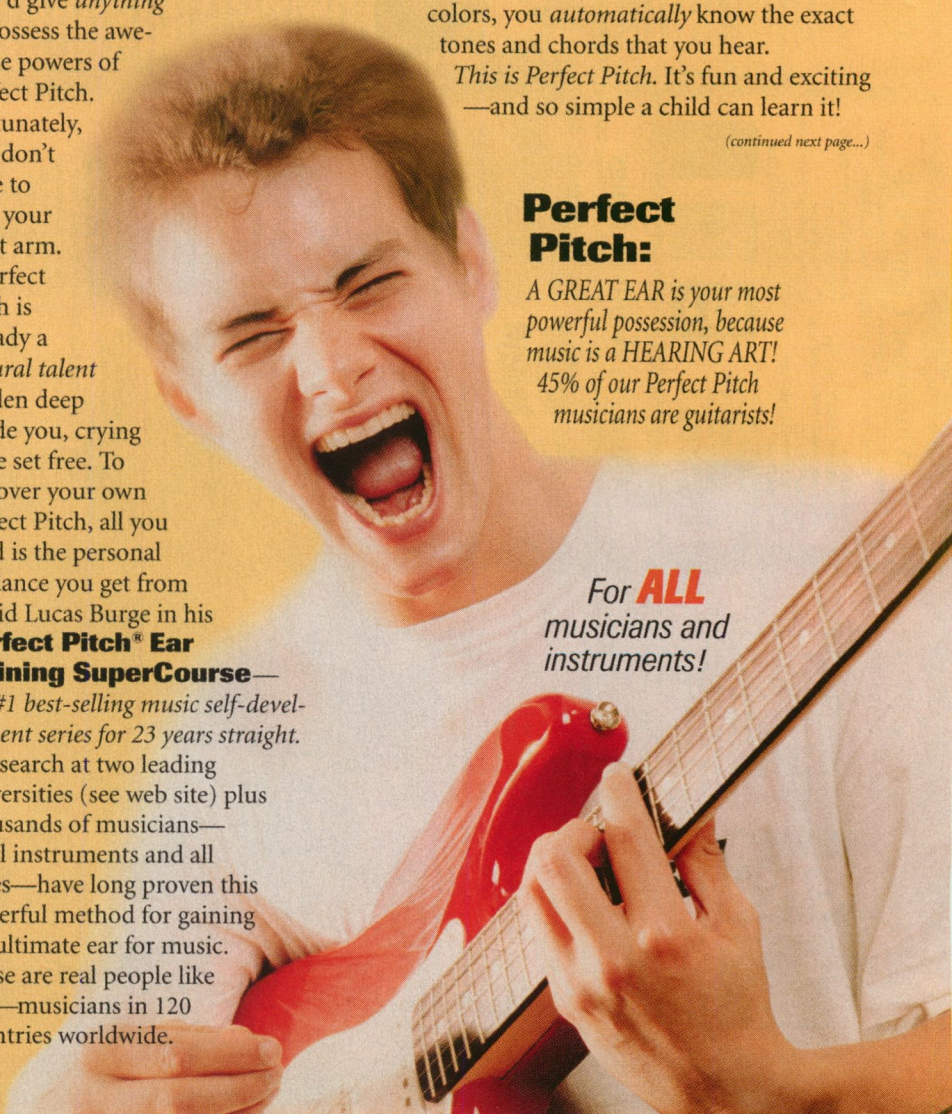 'd give anything
ossess the awe-
e powers of
ect Pitch.
unately,
don't
e to
your
t arm.
rfect
h is
ady a
ural talent
len deep
de you, crying
e set free. To
over your own
ect Pitch, all you
d is the personal
lance you get from
id Lucas Burge in his
rfect Pitch® Ear
ining SuperCourse—
#1 best-selling music self-devel-
ent series for 23 years straight.
search at two leading
ersities (see web site) plus
usands of musicians—
l instruments and all
es—have long proven this
erful method for gaining
ultimate ear for music.
se are real people like
—musicians in 120
ntries worldwide.
colors, you automatically know the exact
tones and chords that you hear.
This is Perfect Pitch. It's fun and exciting
—and so simple a child can learn it!
(continued next page...)
Perfect
Pitch:
A GREAT EAR is your most
powerful possession, because
music is a HEARING ART!
45% of our Perfect Pitch
musicians are guitarists!
For ALL
musicians and
instruments!